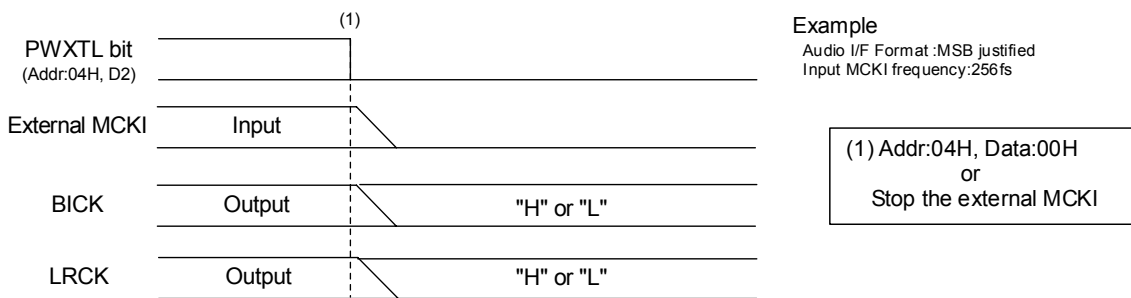 (1)
PWXTL bit
(Addr:04H, D2)
External MCKI
Input
BICK
Output
"H" or "L"
LRCK
Output
"H" or "L"
Example
Audio I/F Format :MSB justified
Input MCKI frequency:256fs
(1) Addr:04H, Data:00H
or
Stop the external MCKI